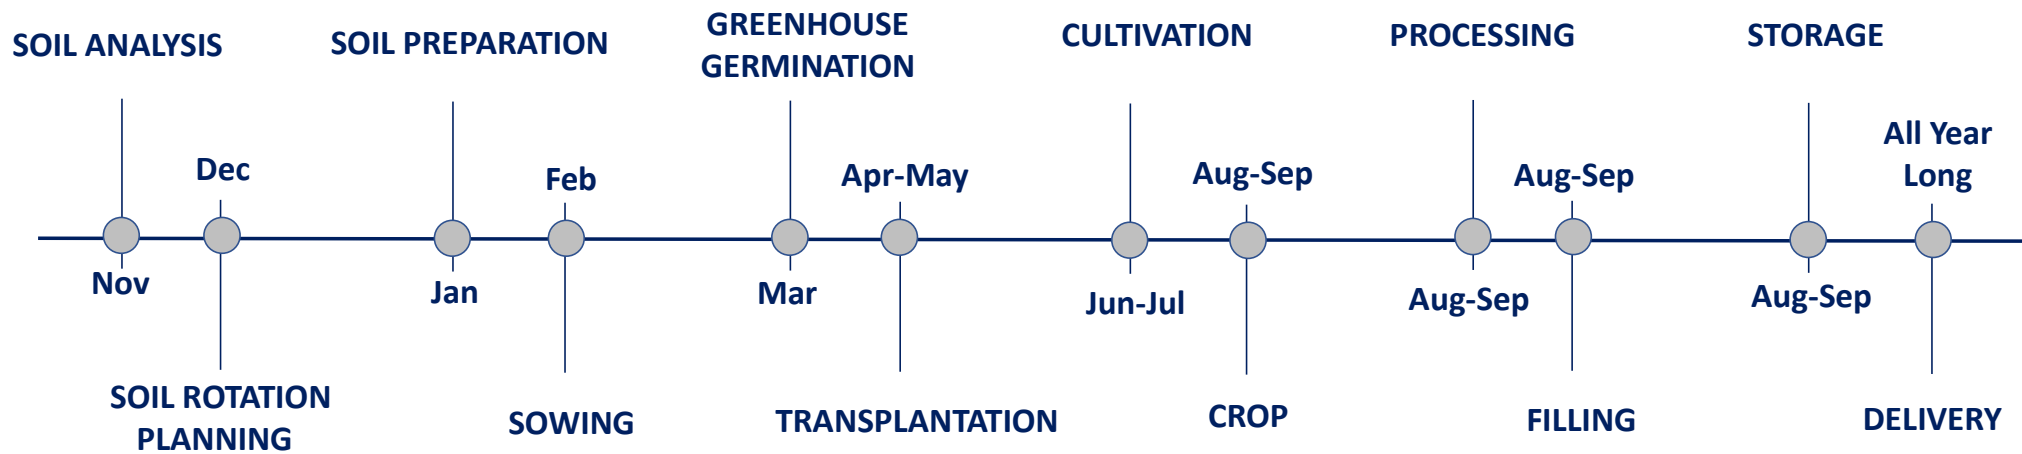 SOIL ANALYSIS
Nov
Dec
SOIL ROTATION
PLANNING
SOIL PREPARATION
Jan
Feb
SOWING
GREENHOUSE
GERMINATION
Mar
Apr-May
TRANSPLANTATION
CULTIVATION
Jun-Jul
Aug-Sep
CROP
PROCESSING
Aug-Sep
Aug-Sep
FILLING
STORAGE
Aug-Sep
All Year
Long
DELIVERY